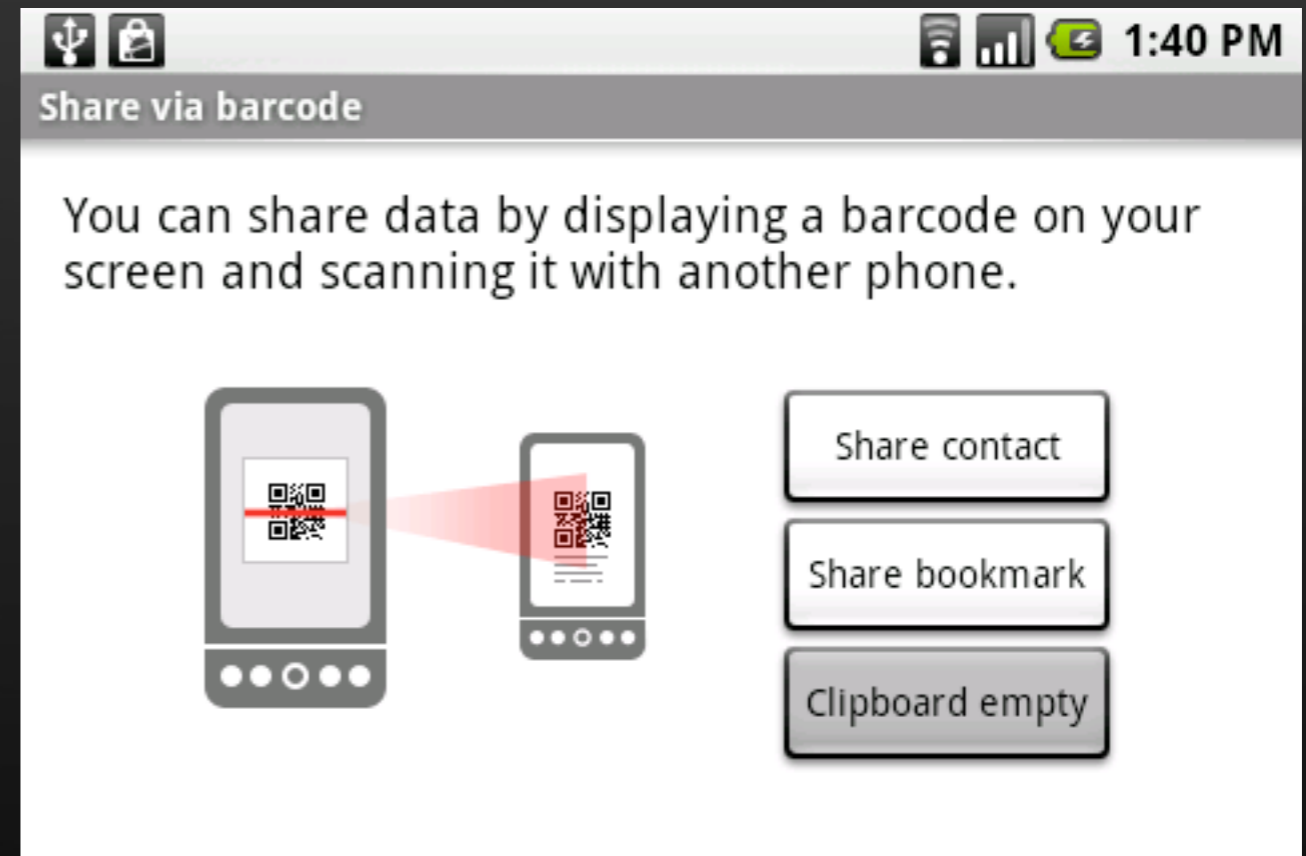 1:40 PM
Share via barcode
You can share data by displaying a barcode on your
screen and scanning it with another phone.
Share contact
Share bookmark
Clipboard empty